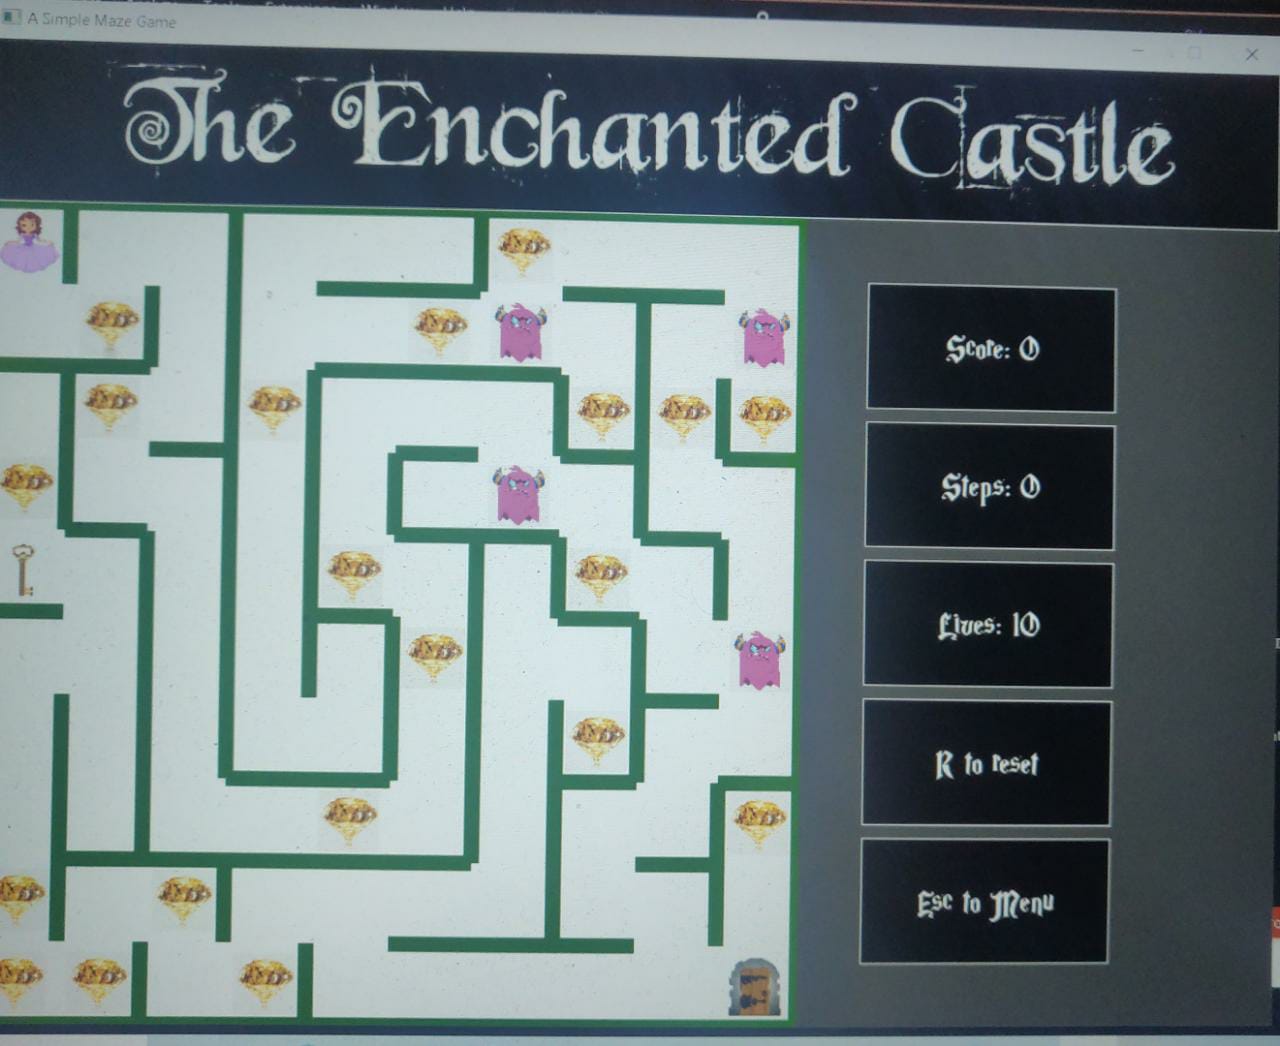 A Simple Maze Game
The Enchanted Castle
Score: 0
Steps: 0
Lives: 10
R to reset
Esc to Menu